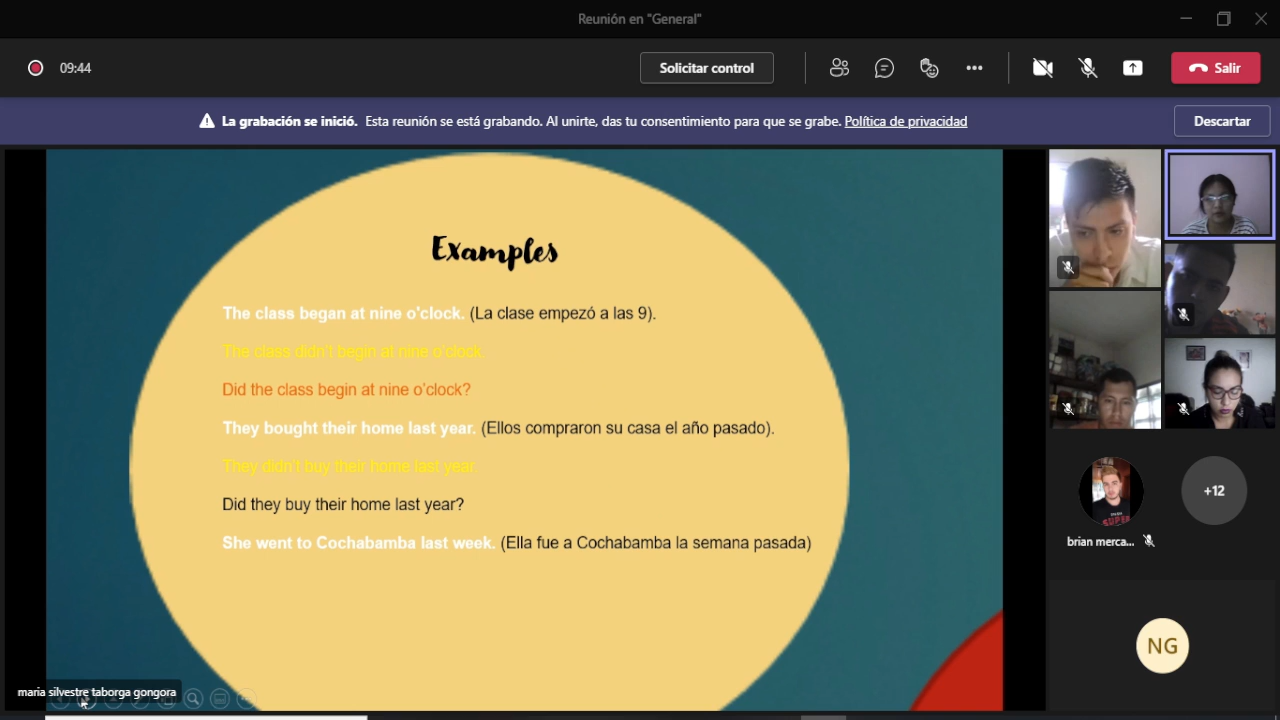 Reunión en "General"
09:44
Solicitar control
Salir
La grabación se inició. Esta reunión se está grabando. Al unirte, das tu consentimiento para que se grabe. Política de privacidad
Descartar
Examples
The class began at nine o'clock. (La clase empezó a las 9).
The class didn't begin at nine o'clock.
Did the class begin at nine o'clock?
They bought their home last year. (Ellos compraron su casa el año pasado).
They didn't buy their home last year.
Did they buy their home last year?
She went to Cochabamba last week. (Ella fue a Cochabamba la semana pasada)
maria silvestre taborga gongora
SUPER
+12
brian merca...
NG